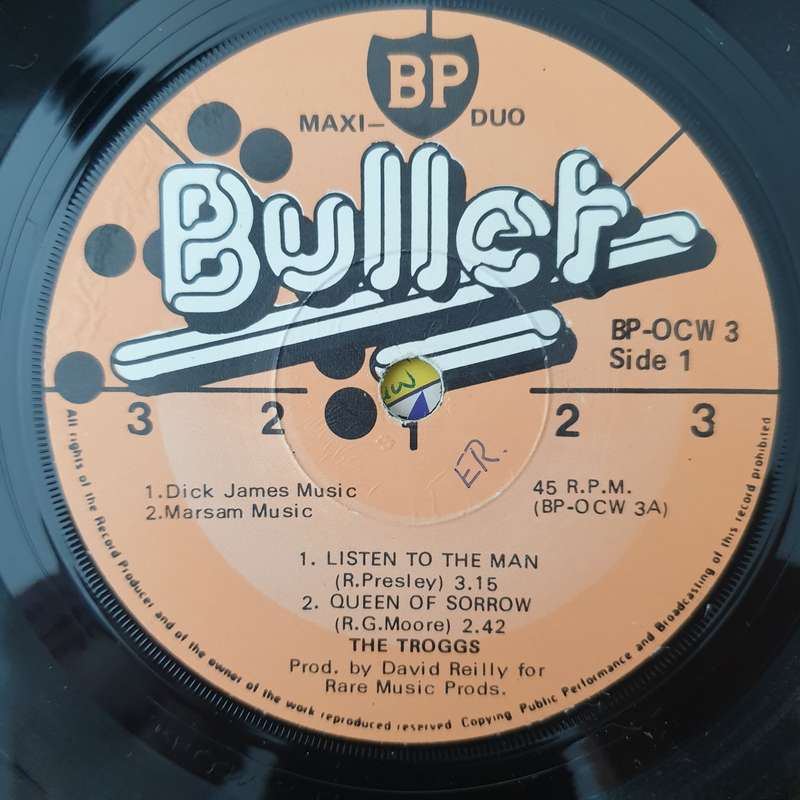 BP
MAXI— DUO
Bullet
BP-OCW 3
Side 1
3 2 1 2 3
ER.
1.Dick James Music
2.Marsam Music
45 R.P.M.
(BP-OCW 3A)
1. LISTEN TO THE MAN
(R.Presley) 3.15
2. QUEEN OF SORROW
(R.G.Moore) 2.42
THE TROGGS
Prod. by David Reilly for
Rare Music Prods.
All rights of the Record Producer and of the owner of the work reproduced reserved. Copying Public Performance and Broadcasting of this record prohibited